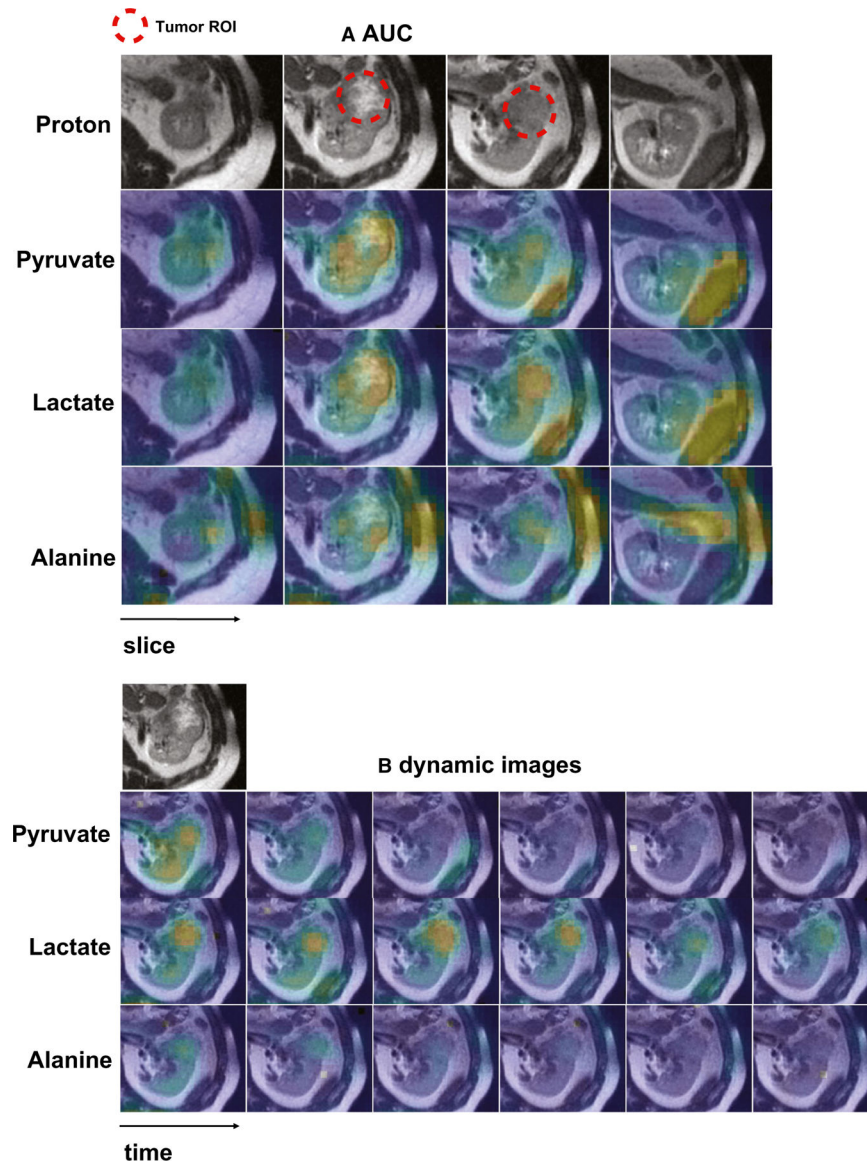 Tumor ROI
A AUC
Proton
Pyruvate
Lactate
Alanine
slice
B dynamic images
Pyruvate
Lactate
Alanine
time